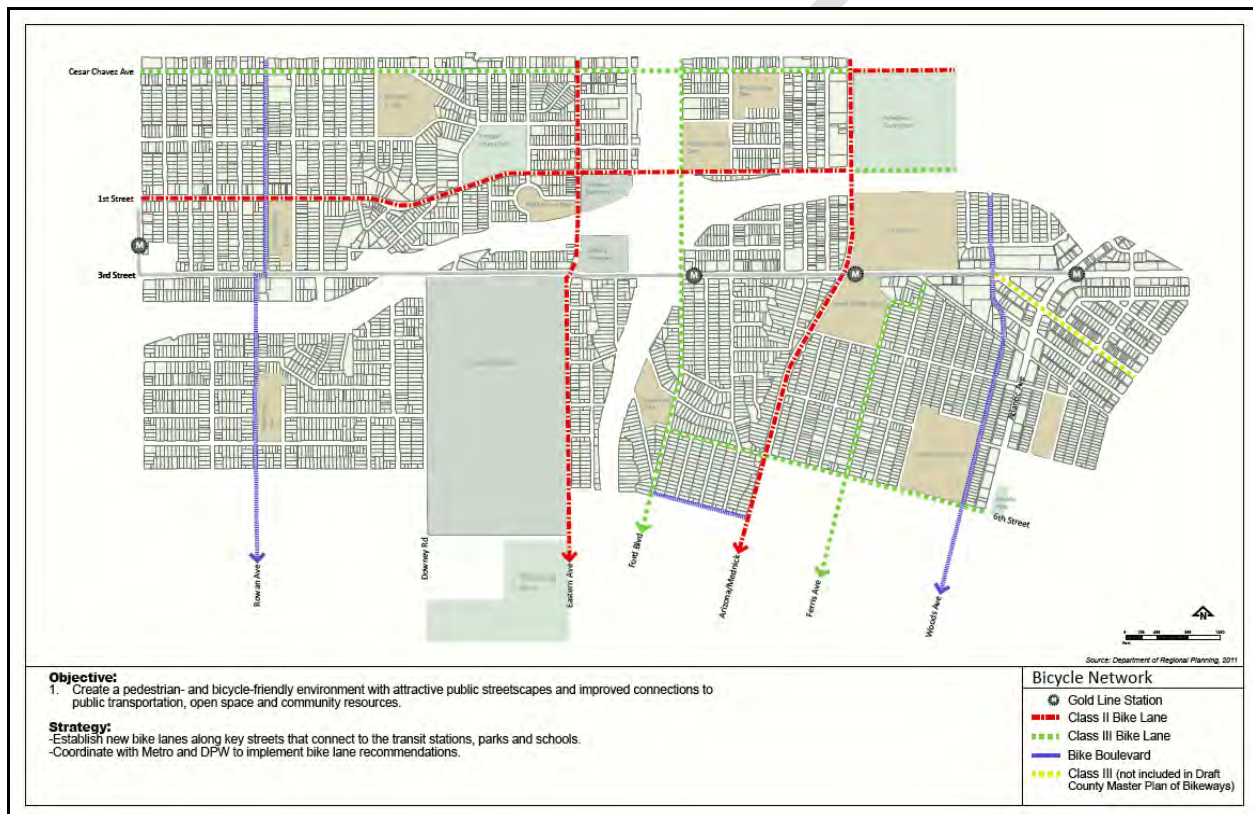 Cesar Chavez Ave
1st Street
M
3rd Street
M
M
M
Atlantic Ave
6th Street
Rowan Ave
Downey Rd
Eastern Ave
Ford Blvd
Arizona/Mednick
Ferris Ave
Woods Ave
N
Source: Department of Regional Planning, 2011
Objective:
1. Create a pedestrian- and bicycle-friendly environment with attractive public streetscapes and improved connections to
public transportation, open space and community resources.
Strategy:
-Establish new bike lanes along key streets that connect to the transit stations, parks and schools.
-Coordinate with Metro and DPW to implement bike lane recommendations.
Bicycle Network
M Gold Line Station
Class II Bike Lane
Class III Bike Lane
Bike Boulevard
Class III (not included in Draft
County Master Plan of Bikeways)